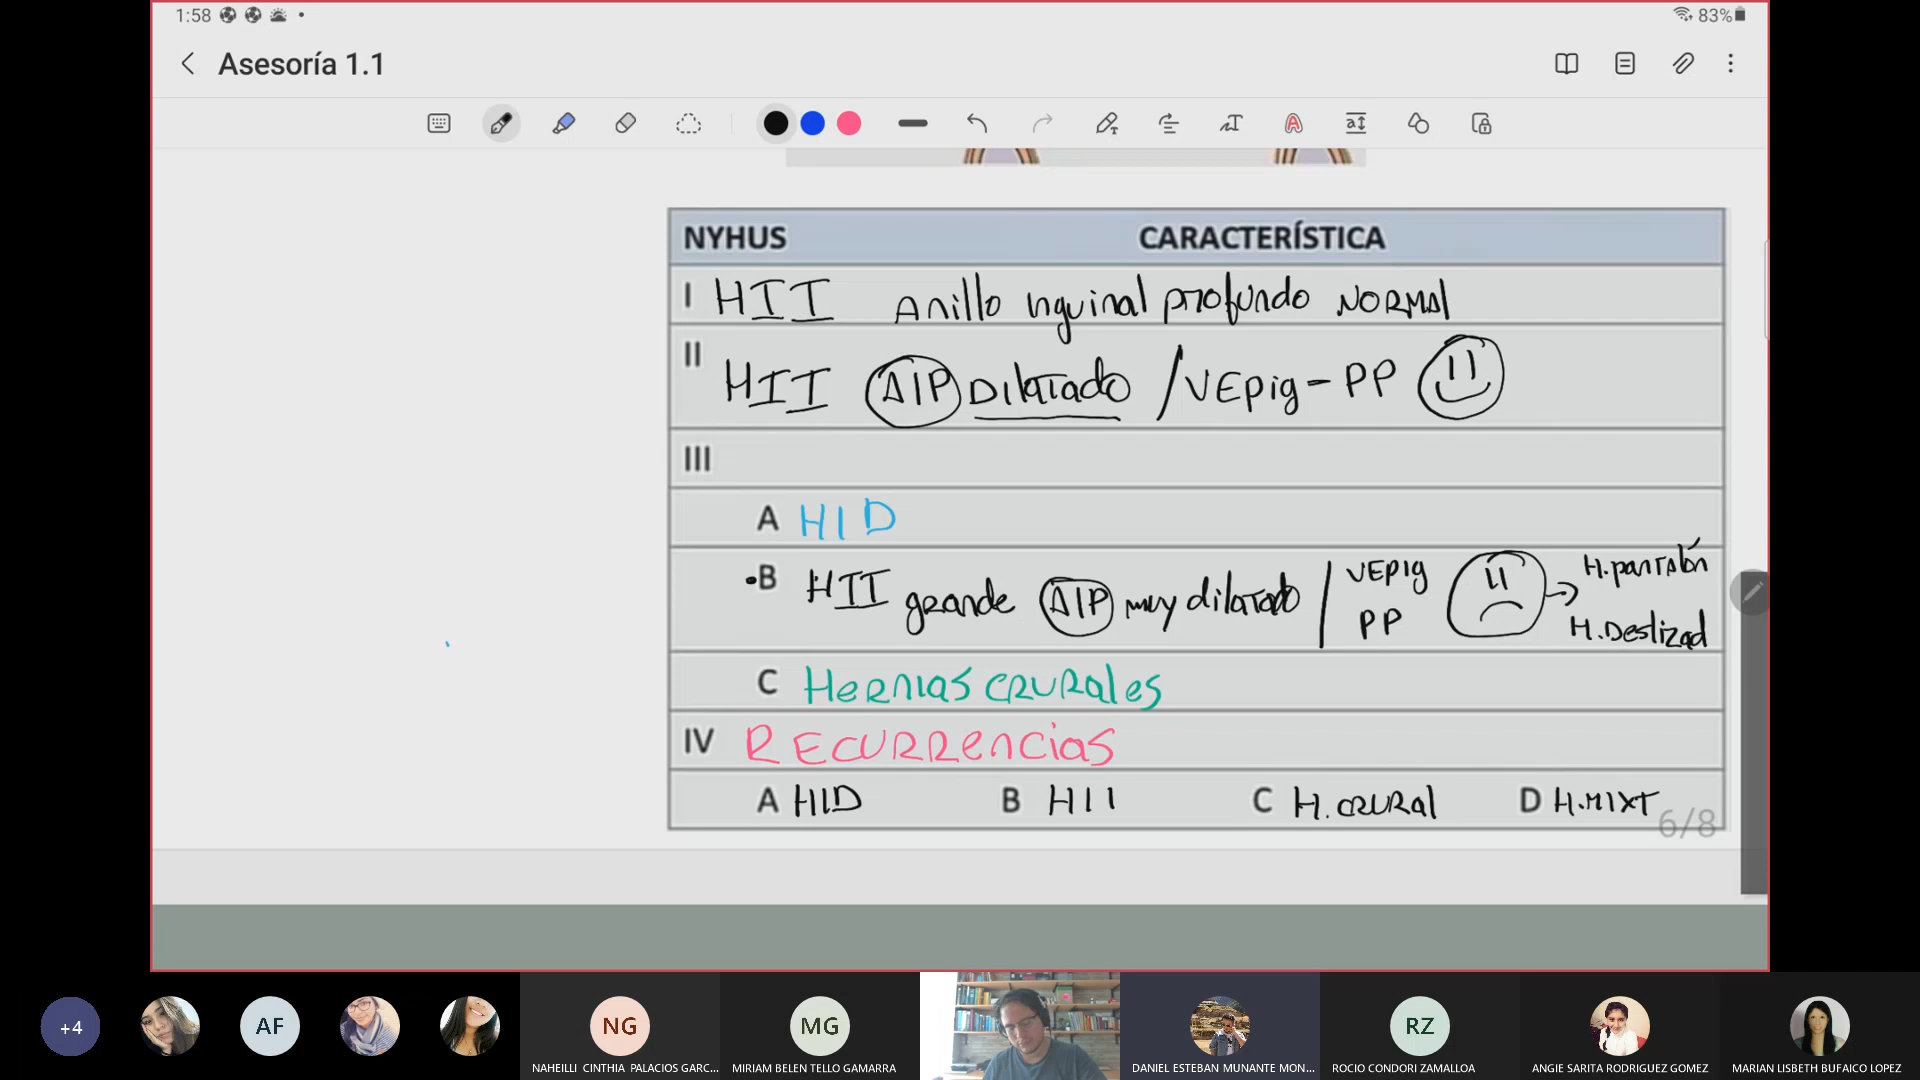 1:58
83%
Asesoría 1.1
NYHUS CARACTERÍSTICA
I HII Anillo inguinal profundo NORMAL
II HII AIP Dilatado / VEpig - PP
III
A HID
B HII grande AIP muy dilatado / VEPIg PP → H.pantalón H.Deslizad
C Hernias crurales
IV Recurrencias
A HID B HII C H. crural D H.MIXT
6/8
+4
AF
NG
MG
RZ
NAHEILLI CINTHIA PALACIOS GARC...
MIRIAM BELEN TELLO GAMARRA
DANIEL ESTEBAN MUNANTE MON...
ROCIO CONDORI ZAMALLOA
ANGIE SARITA RODRIGUEZ GOMEZ
MARIAN LISBETH BUFAICO LOPEZ